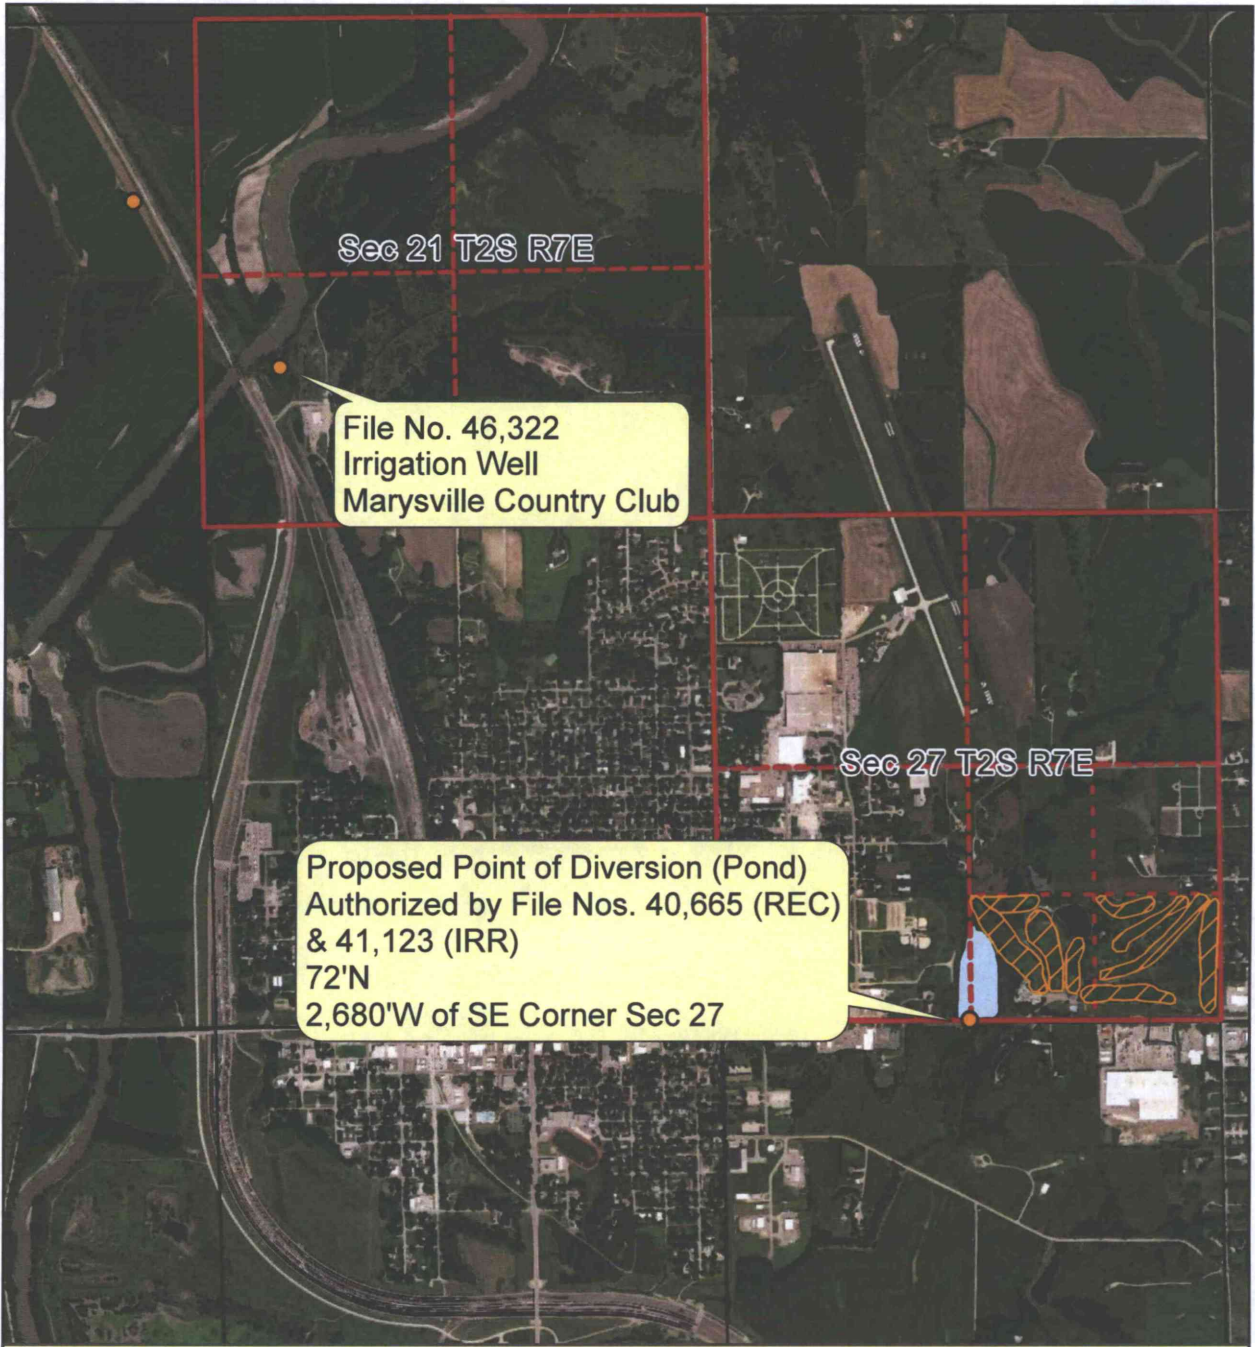 Sec 21 T2S R7E
File No. 46,322
Irrigation Well
Marysville Country Club
Sec 27 T2S R7E
Proposed Point of Diversion (Pond)
Authorized by File Nos. 40,665 (REC)
& 41,123 (IRR)
72'N
2,680'W of SE Corner Sec 27